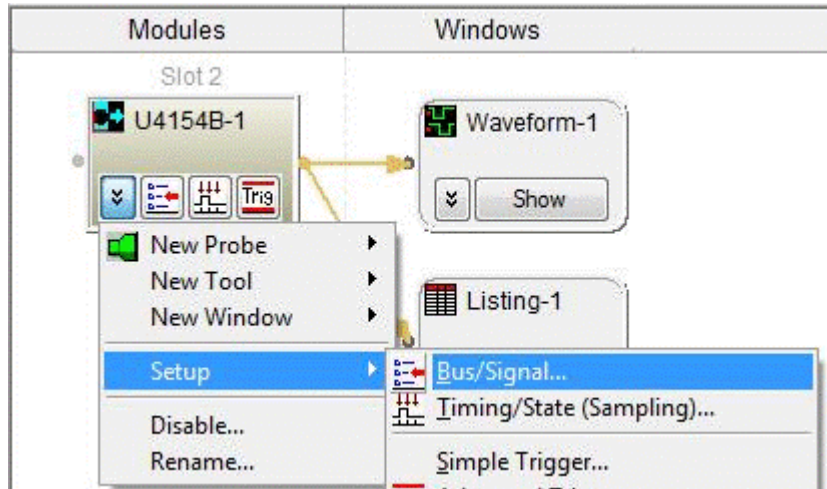 Modules
Windows
Slot 2
U4154B-1
Waveform-1
Trig
Show
New Probe
New Tool
New Window
Listing-1
Setup
Bus/Signal...
Timing/State (Sampling)...
Disable...
Rename...
Simple Trigger...